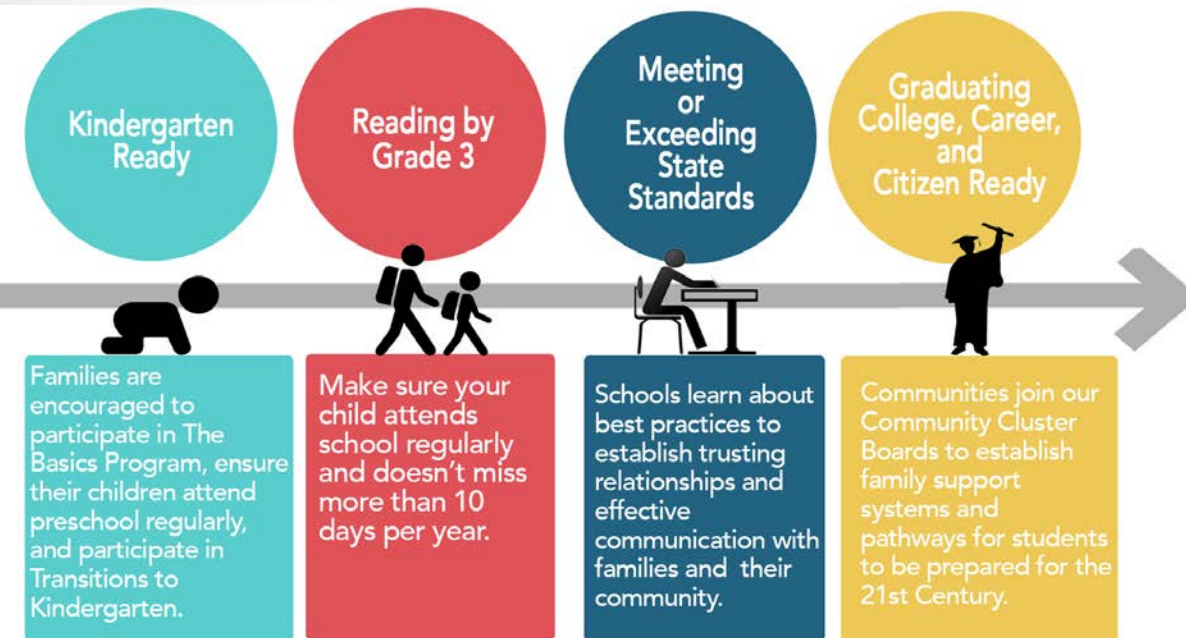 Kindergarten
Ready
Reading by
Grade 3
Meeting
or
Exceeding
State
Standards
Graduating
College, Career,
and
Citizen Ready
Families are
encouraged to
participate in The
Basics Program, ensure
their children attend
preschool regularly,
and participate in
Transitions to
Kindergarten.
Make sure your
child attends
school regularly
and doesn't miss
more than 10
days per year.
Schools learn about
best practices to
establish trusting
relationships and
effective
communication with
families and their
community.
Communities join our
Community Cluster
Boards to establish
family support
systems and
pathways for students
to be prepared for the
21st Century.